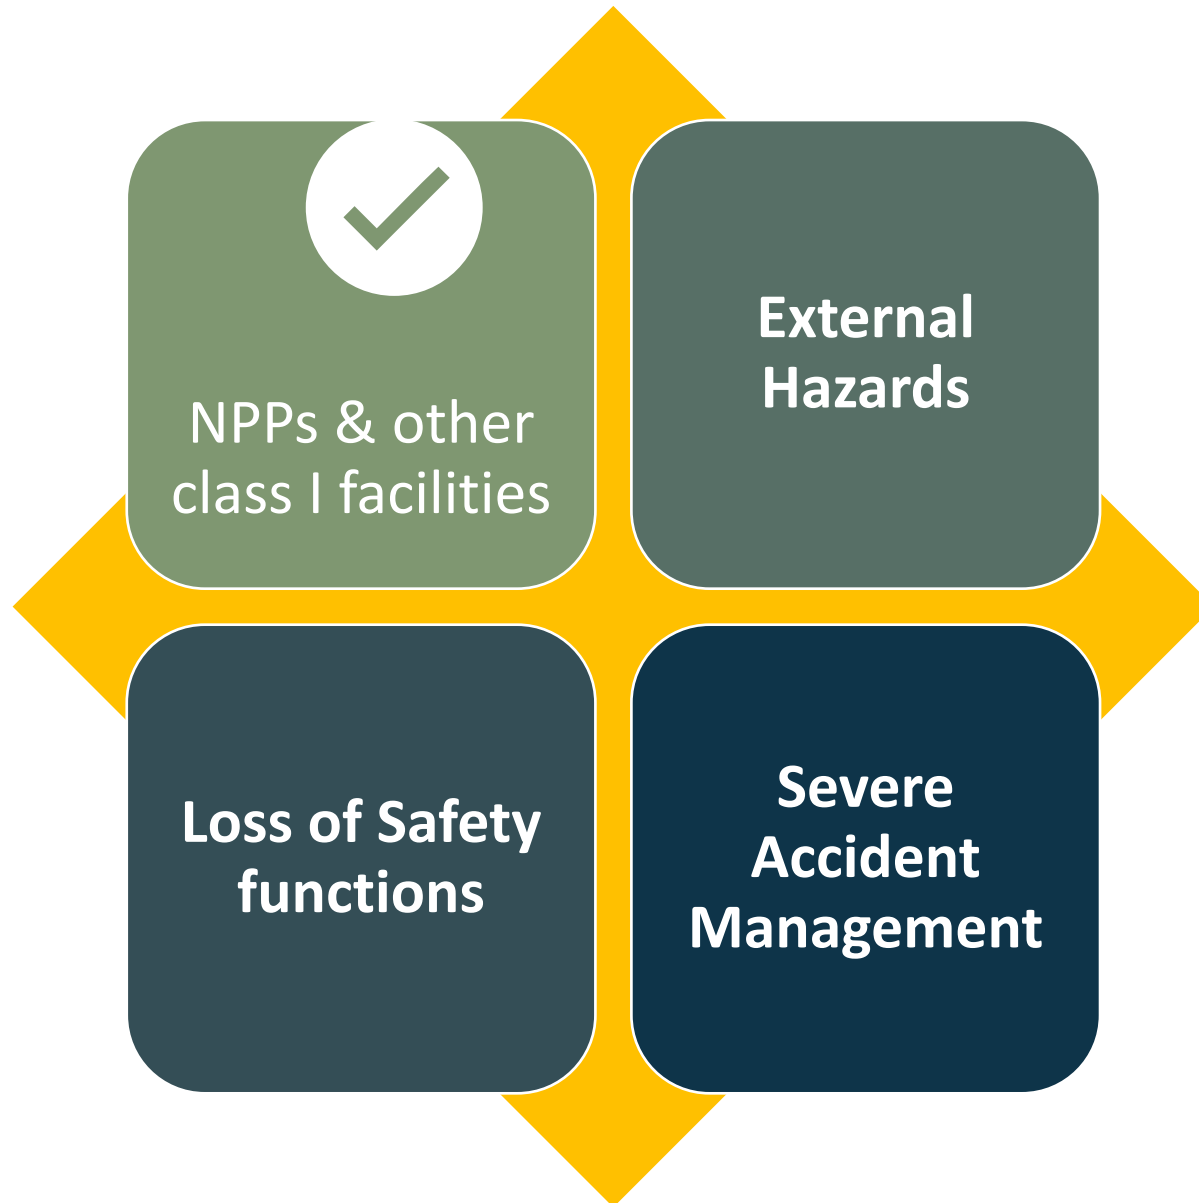 NPPs & other
class I facilities
External
Hazards
Loss of Safety
functions
Severe
Accident
Management